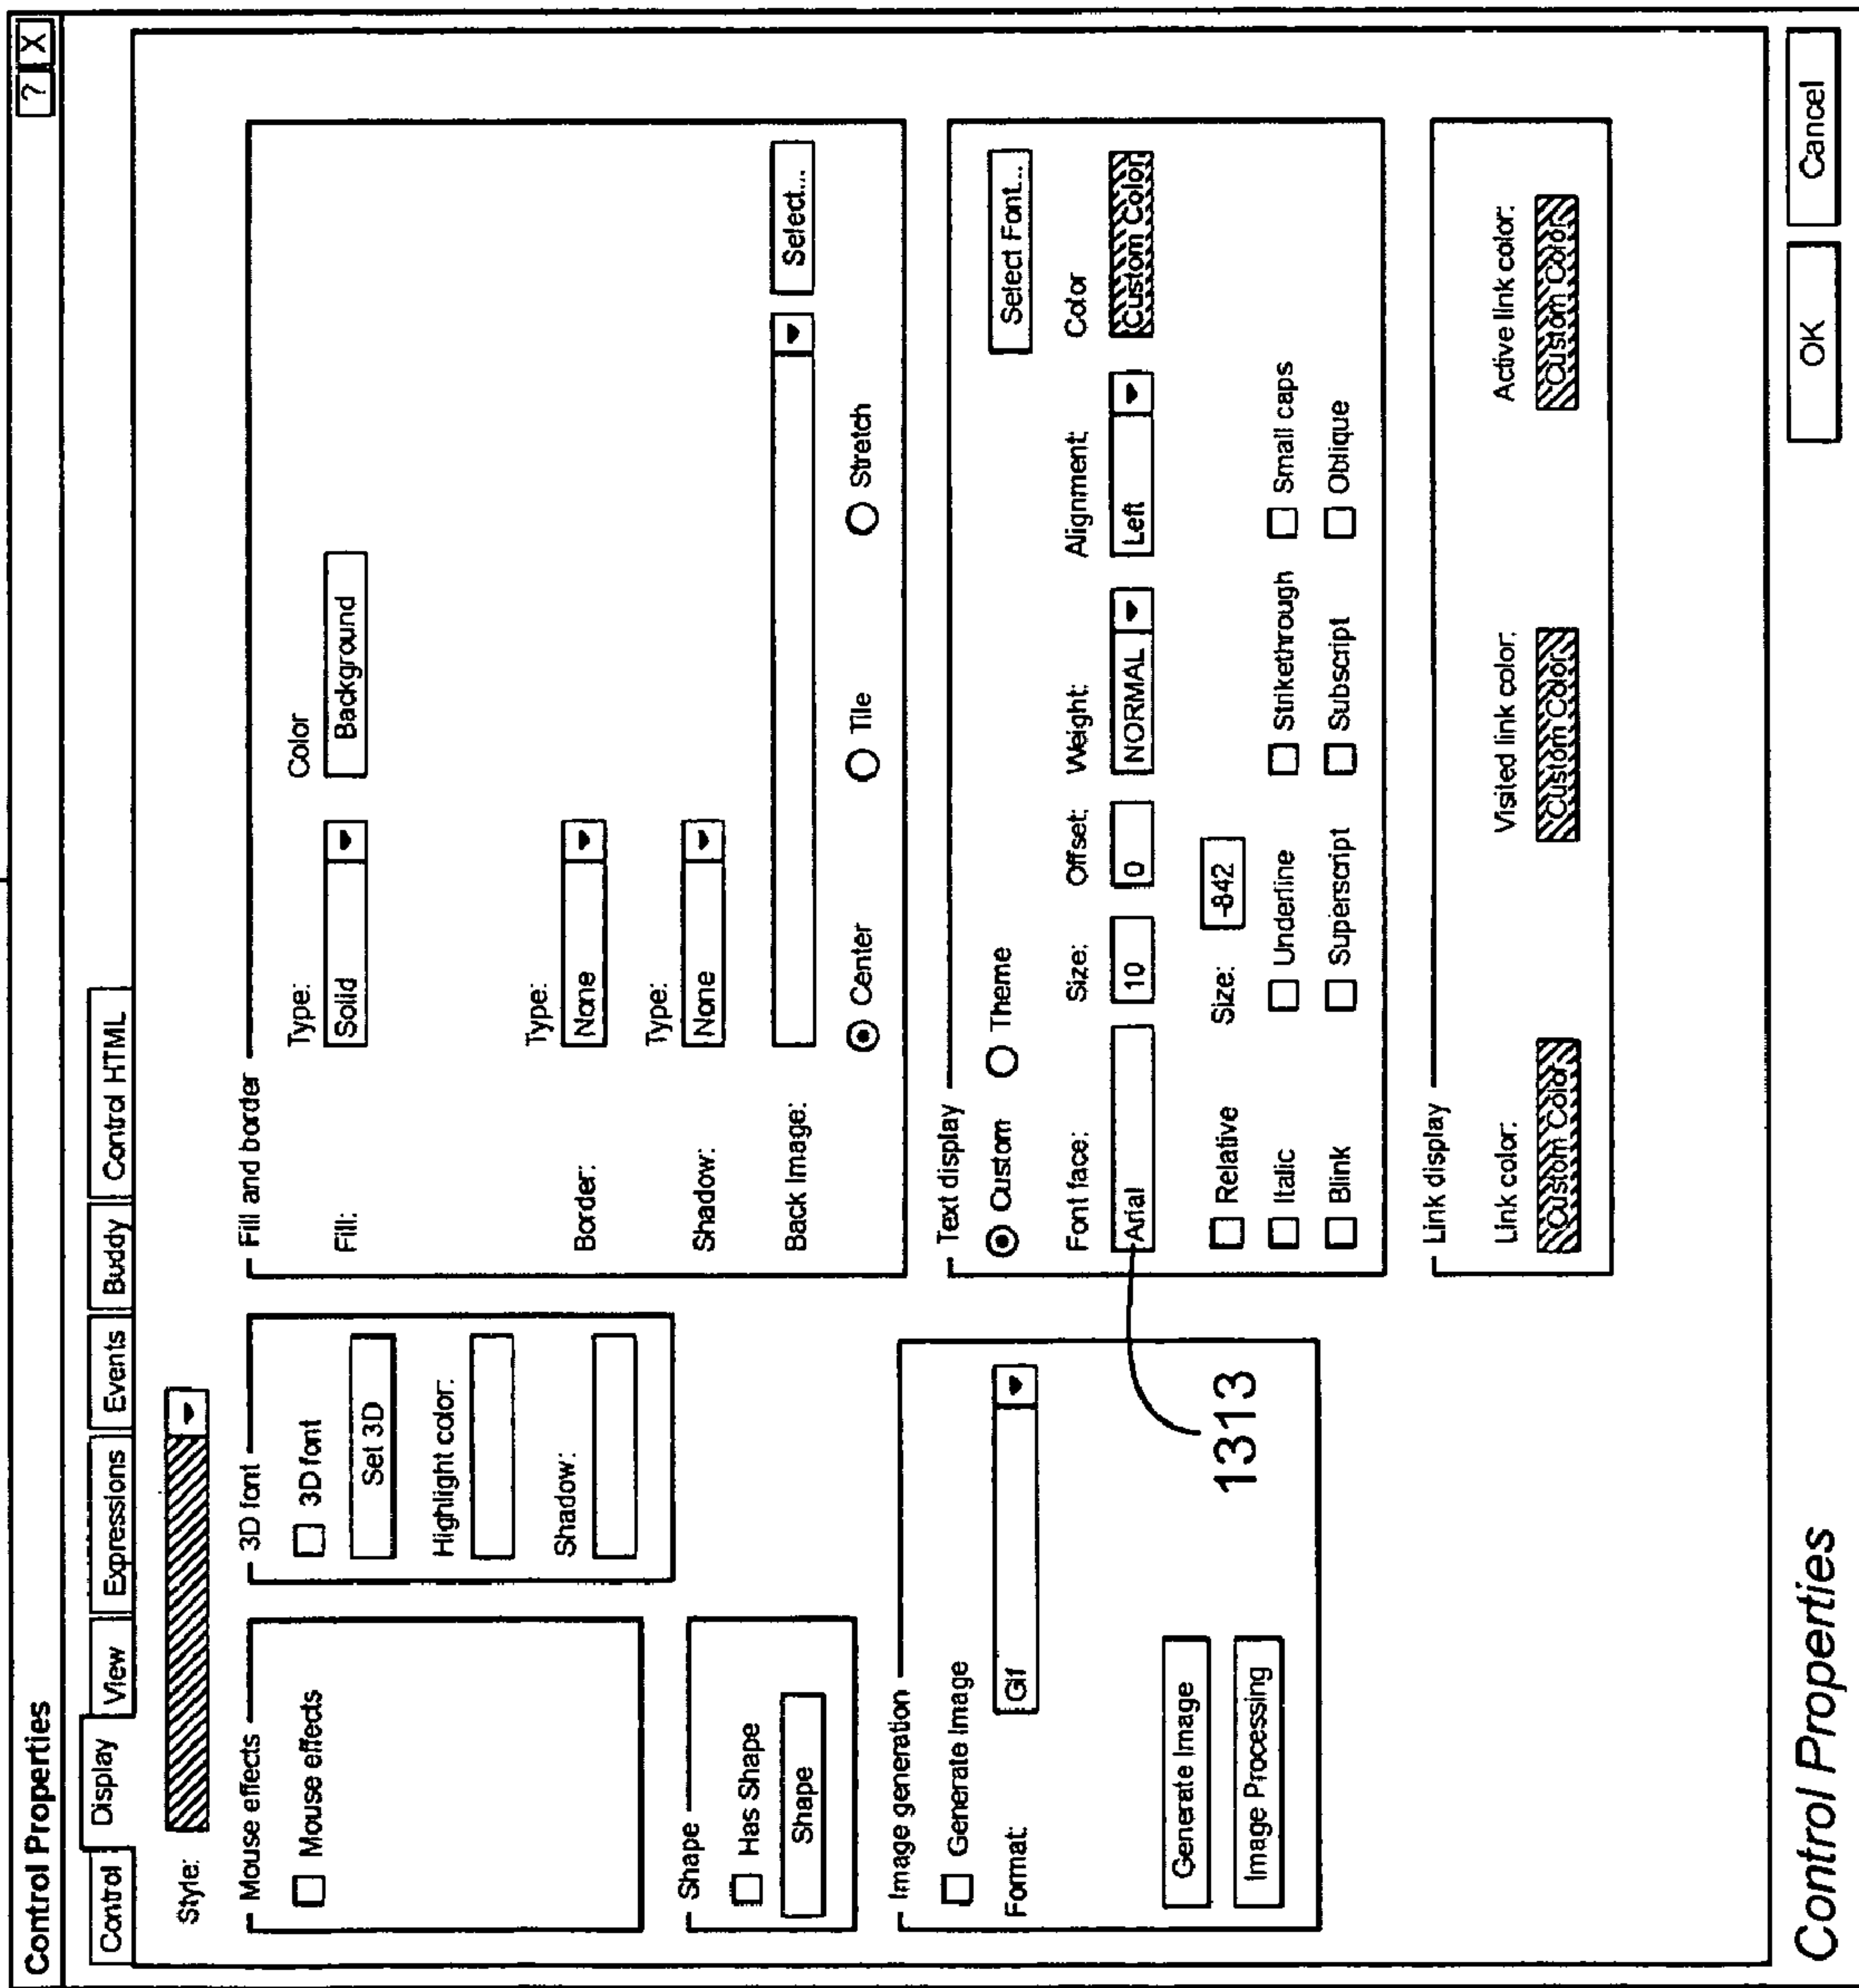 Control Properties
? X
Control Display View Expressions Events Buddy Control HTML
Style:
Mouse effects
Mouse effects
Shape
Has Shape
Shape
Image generation
Generate Image
Format:
Gif
Generate Image
Image Processing
1313
3D font
3D font
Set 3D
Highlight color:
Shadow:
Fill and border
Type: Color
Fill: Solid Background
Type:
Border: None
Type:
Shadow: None
Back Image: Select...
Center Tile Stretch
Text display
Custom Theme Select Font...
Font face: Size: Offset: Weight: Alignment: Color
Arial 10 0 NORMAL Left Custom Color
Relative Size: -842
Italic Underline Strikethrough Small caps
Blink Superscript Subscript Oblique
Link display
Link color: Visited link color: Active link color:
Custom Color Custom Color Custom Color
OK Cancel
Control Properties